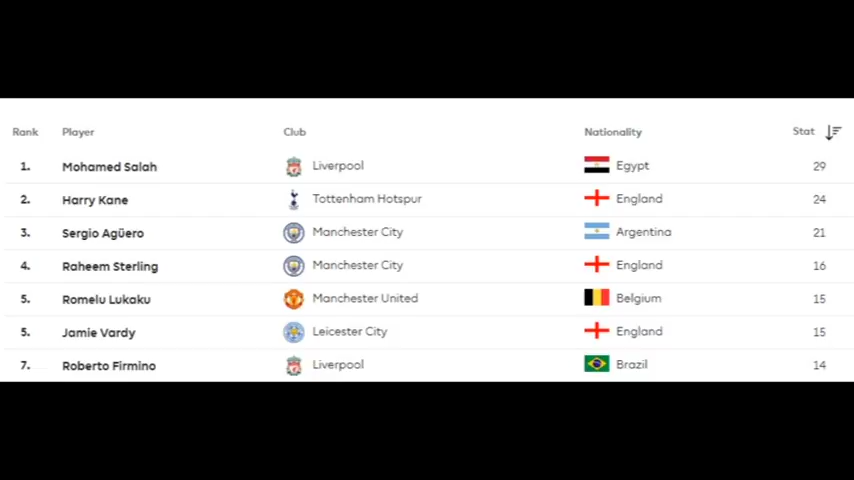 Rank Player Club Nationality Stat
1. Mohamed Salah Liverpool Egypt 29
2. Harry Kane Tottenham Hotspur England 24
3. Sergio Agüero Manchester City Argentina 21
4. Raheem Sterling Manchester City England 16
5. Romelu Lukaku Manchester United Belgium 15
5. Jamie Vardy Leicester City England 15
7. Roberto Firmino Liverpool Brazil 14